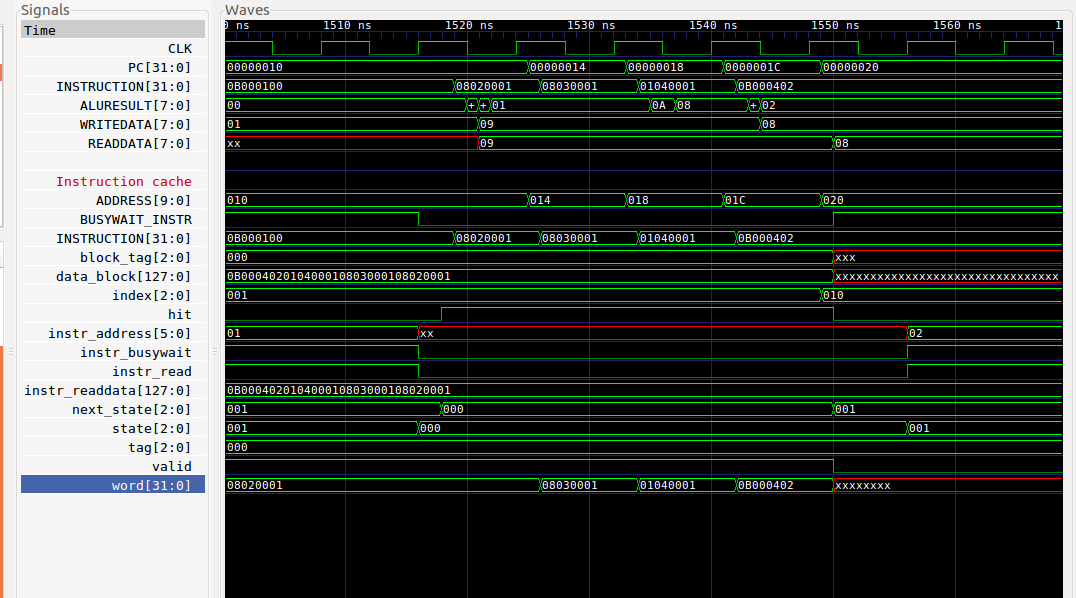 Signals Waves
Time 0 ns 1510 ns 1520 ns 1530 ns 1540 ns 1550 ns 1560 ns 1
CLK
PC[31:0] 00000010 00000014 00000018 0000001C 00000020
INSTRUCTION[31:0] 0B000100 08020001 08030001 01040001 0B000402
ALURESULT[7:0] 00 + + 01 0A 08 + 02
WRITEDATA[7:0] 01 09 08
READDATA[7:0] xx 09 08
Instruction cache
ADDRESS[9:0] 010 014 018 01C 020
BUSYWAIT_INSTR
INSTRUCTION[31:0] 0B000100 08020001 08030001 01040001 0B000402
block_tag[2:0] 000 xxx
data_block[127:0] 0B000402010400010803000108020001 xxxxxxxxxxxxxxxxxxxxxxxxxxxxxxxx
index[2:0] 001 010
hit
instr_address[5:0] 01 xx 02
instr_busywait
instr_read
instr_readdata[127:0] 0B000402010400010803000108020001
next_state[2:0] 001 000 001
state[2:0] 001 000 001
tag[2:0] 000
valid
word[31:0] 08020001 08030001 01040001 0B000402 xxxxxxxx